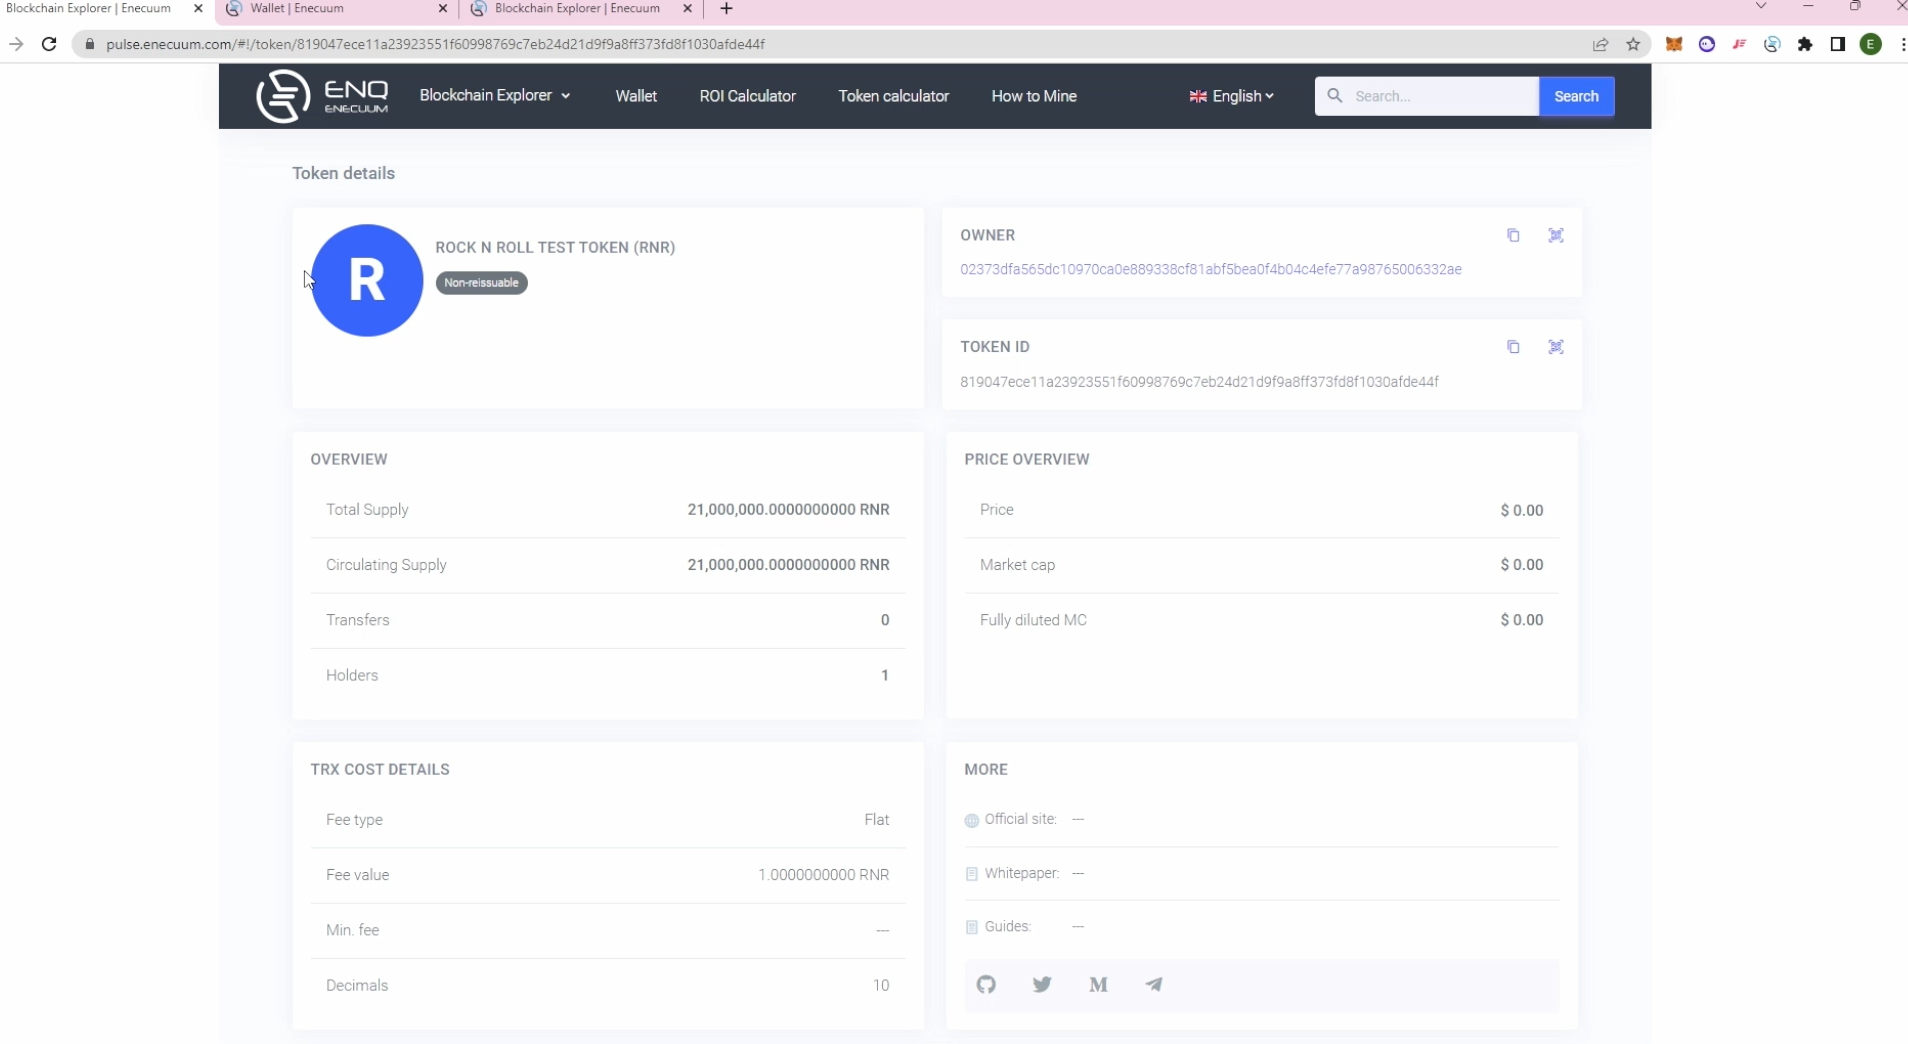 Blockchain Explorer | Enecuum
Wallet | Enecuum
Blockchain Explorer | Enecuum
pulse.enecuum.com/#!/token/819047ece11a23923551f60998769c7eb24d21d9f9a8ff373fd8f1030afde44f
E
ENQ
ENECUUM
Blockchain Explorer
Wallet
ROI Calculator
Token calculator
How to Mine
English
Search...
Search
Token details
R
ROCK N ROLL TEST TOKEN (RNR)
Non-reissuable
OWNER
02373dfa565dc10970ca0e889338cf81abf5bea0f4b04c4efe77a98765006332ae
TOKEN ID
819047ece11a23923551f60998769c7eb24d21d9f9a8ff373fd8f1030afde44f
OVERVIEW
Total Supply 21,000,000.0000000000 RNR
Circulating Supply 21,000,000.0000000000 RNR
Transfers 0
Holders 1
PRICE OVERVIEW
Price $ 0.00
Market cap $ 0.00
Fully diluted MC $ 0.00
TRX COST DETAILS
Fee type Flat
Fee value 1.0000000000 RNR
Min. fee ---
Decimals 10
MORE
Official site: ---
Whitepaper: ---
Guides: ---
M